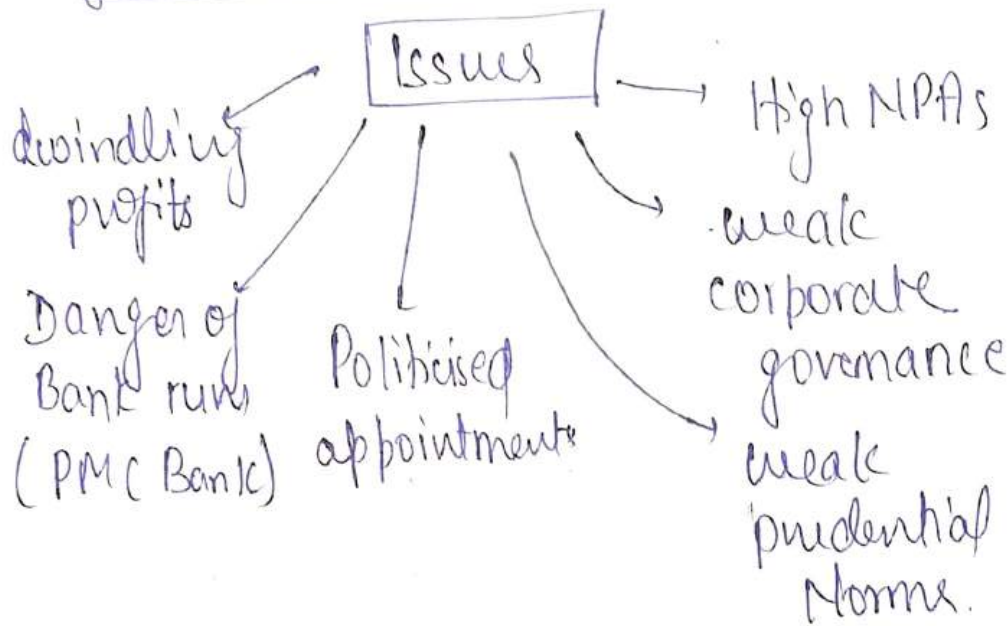 Issues
dwindling
profits
Danger of
Bank runs
(PMC Bank)
Politicised
appointments
High NPAs
weak
corporate
governance
weak
prudential
Norms.